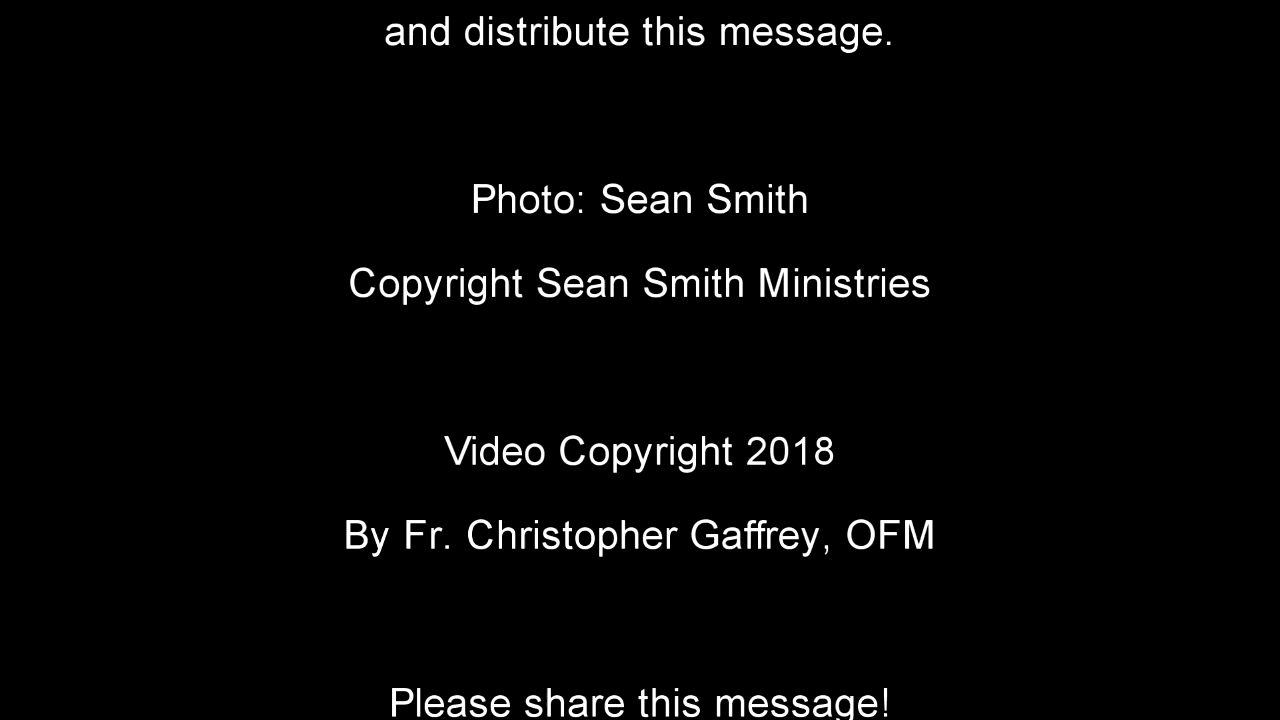 and distribute this message.
Photo: Sean Smith
Copyright Sean Smith Ministries
Video Copyright 2018
By Fr. Christopher Gaffrey, OFM
Please share this message!